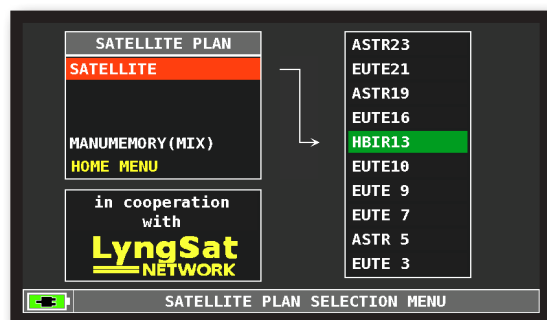 SATELLITE PLAN
SATELLITE
MANUMEMORY(MIX)
HOME MENU
in cooperation
with
LyngSat
NETWORK
ASTR23
EUTE21
ASTR19
EUTE16
HBIR13
EUTE10
EUTE 9
EUTE 7
ASTR 5
EUTE 3
SATELLITE PLAN SELECTION MENU